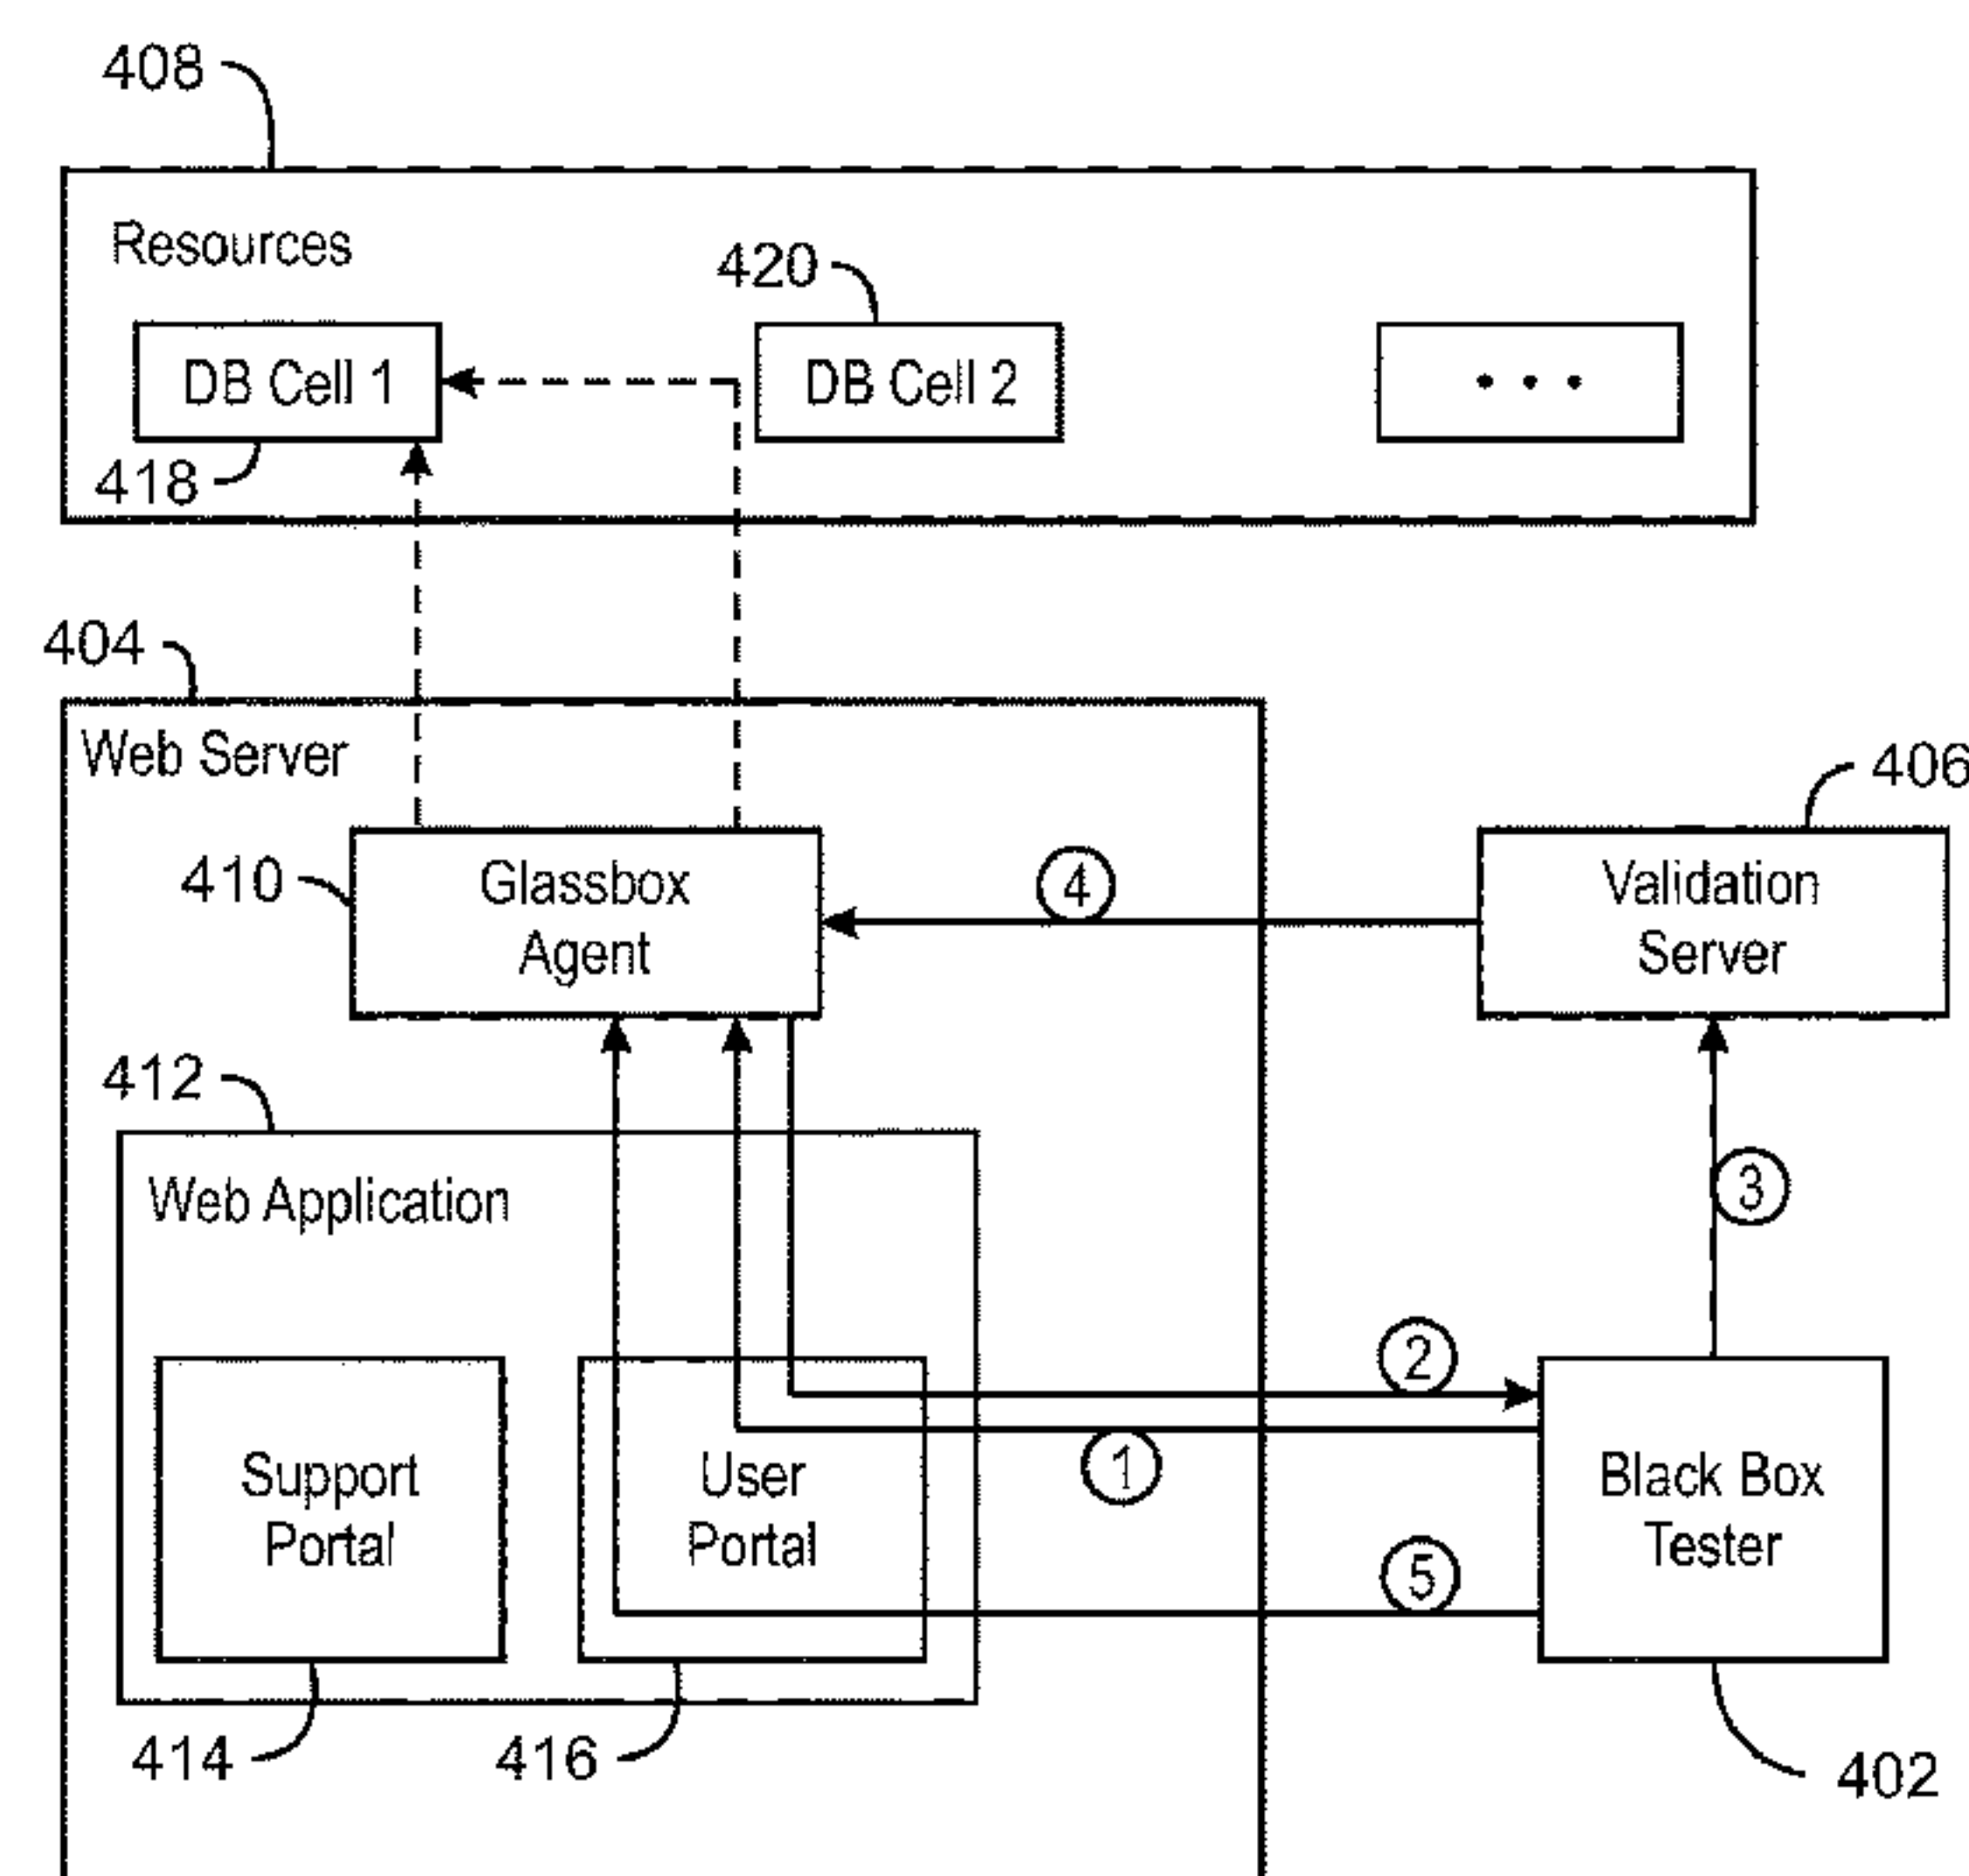 408
Resources
420
DB Cell 1
DB Cell 2
• • •
418
404
Web Server
406
410
Glassbox
Agent
4
Validation
Server
412
3
Web Application
2
1
Support
Portal
User
Portal
Black Box
Tester
5
414
416
402